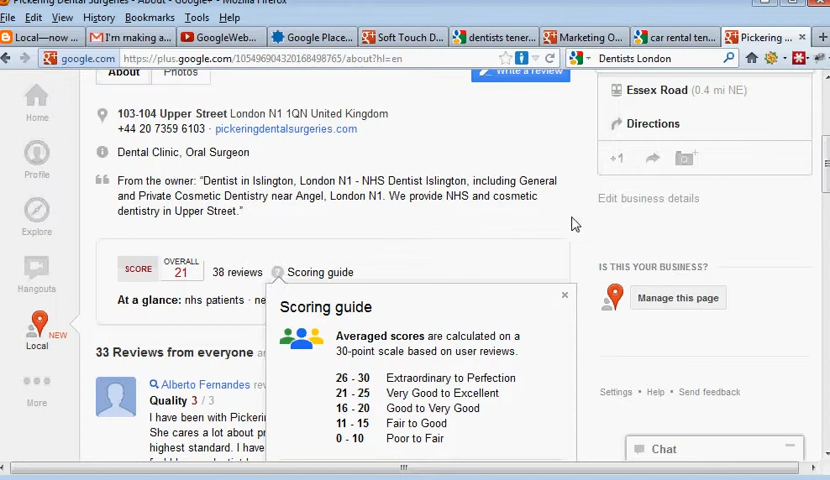 Pickering Dental Surgeries - About - Google+ - Mozilla Firefox
File Edit View History Bookmarks Tools Help
Local—now ... I'm making a... YouTube GoogleWeb... Google Place... Soft Touch D... dentists tener... Marketing O... car rental ten... Pickering ... ×
google.com https://plus.google.com/105496904320168498765/about?hl=en Dentists London
About Photos Write a review
103-104 Upper Street London N1 1QN United Kingdom
+44 20 7359 6103 · pickeringdentalsurgeries.com
Dental Clinic, Oral Surgeon
From the owner: “Dentist in Islington, London N1 - NHS Dentist Islington, including General
and Private Cosmetic Dentistry near Angel, London N1. We provide NHS and cosmetic
dentistry in Upper Street.”
SCORE OVERALL
21 38 reviews ? Scoring guide
At a glance: nhs patients · ne
33 Reviews from everyone
Alberto Fernandes
Quality 3 / 3
I have been with Pickerin
She cares a lot about pr
highest standard. I have
Scoring guide ×
Averaged scores are calculated on a
30-point scale based on user reviews.
26 - 30 Extraordinary to Perfection
21 - 25 Very Good to Excellent
16 - 20 Good to Very Good
11 - 15 Fair to Good
0 - 10 Poor to Fair
Home
Profile
Explore
Hangouts
NEW
Local
More
Essex Road (0.4 mi NE)
Directions
+1
Edit business details
IS THIS YOUR BUSINESS?
Manage this page
Settings · Help · Send feedback
Chat